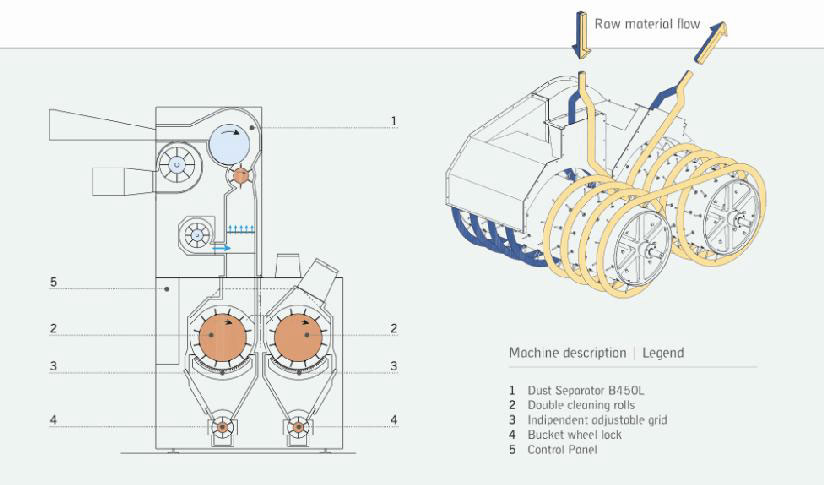 Raw material flow
1
5
2 2
3 3
4 4
Machine description | Legend
1 Dust Separator B450L
2 Double cleaning rolls
3 Indipendent adjustable grid
4 Bucket wheel lock
5 Control Panel